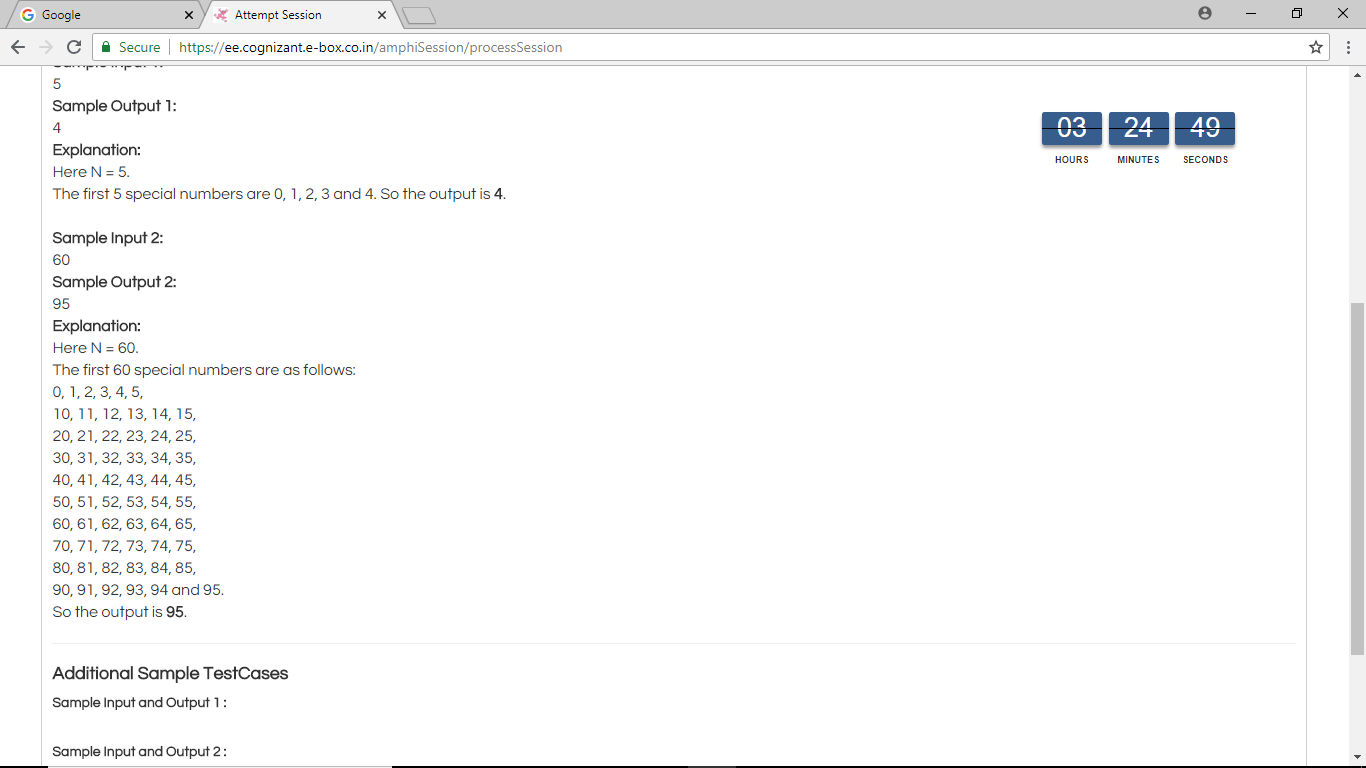 Google
Attempt Session
Secure
https://ee.cognizant.e-box.co.in/amphiSession/processSession
5
Sample Output 1:
4
Explanation:
Here N = 5.
The first 5 special numbers are 0, 1, 2, 3 and 4. So the output is 4.
03 24 49
HOURS MINUTES SECONDS
Sample Input 2:
60
Sample Output 2:
95
Explanation:
Here N = 60.
The first 60 special numbers are as follows:
0, 1, 2, 3, 4, 5,
10, 11, 12, 13, 14, 15,
20, 21, 22, 23, 24, 25,
30, 31, 32, 33, 34, 35,
40, 41, 42, 43, 44, 45,
50, 51, 52, 53, 54, 55,
60, 61, 62, 63, 64, 65,
70, 71, 72, 73, 74, 75,
80, 81, 82, 83, 84, 85,
90, 91, 92, 93, 94 and 95.
So the output is 95.
Additional Sample TestCases
Sample Input and Output 1 :
Sample Input and Output 2 :